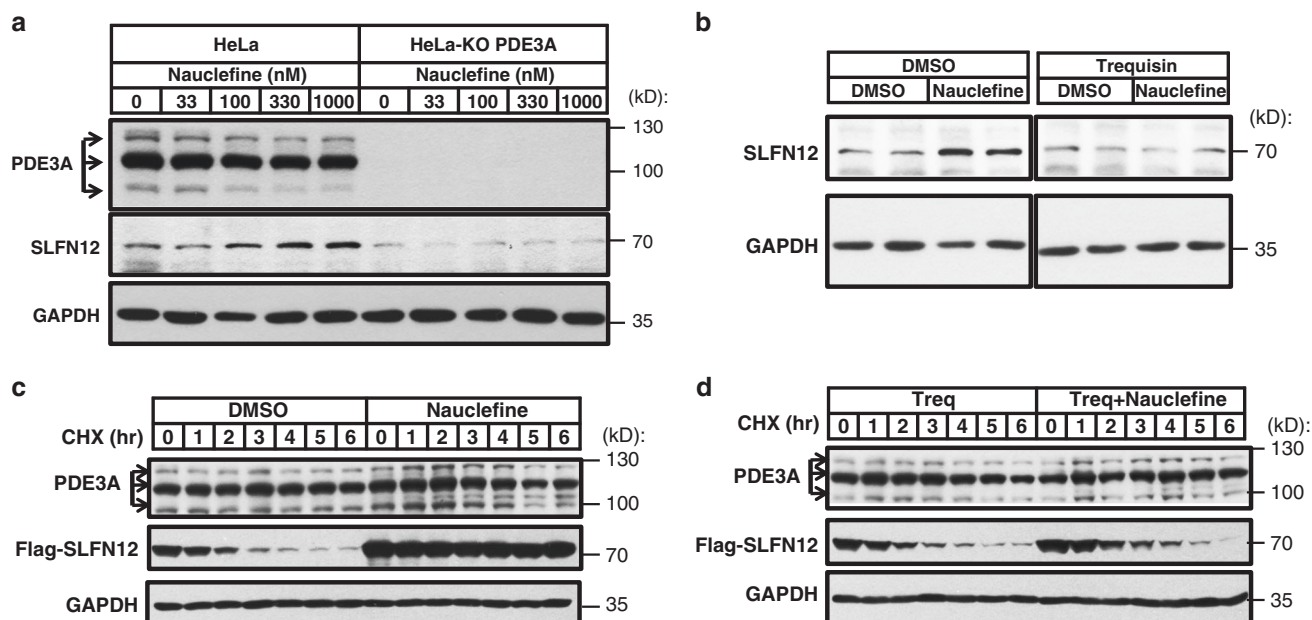 a
HeLa HeLa-KO PDE3A
Nauclefine (nM) Nauclefine (nM)
0 33 100 330 1000 0 33 100 330 1000 (kD):
PDE3A
130
100
SLFN12 70
GAPDH 35
b
DMSO Trequisin
DMSO Nauclefine DMSO Nauclefine
(kD):
SLFN12 70
GAPDH 35
c
DMSO Nauclefine
CHX (hr) 0 1 2 3 4 5 6 0 1 2 3 4 5 6 (kD):
PDE3A
130
100
Flag-SLFN12 70
GAPDH 35
d
Treq Treq+Nauclefine
CHX (hr) 0 1 2 3 4 5 6 0 1 2 3 4 5 6 (kD):
PDE3A
130
100
Flag-SLFN12 70
GAPDH 35